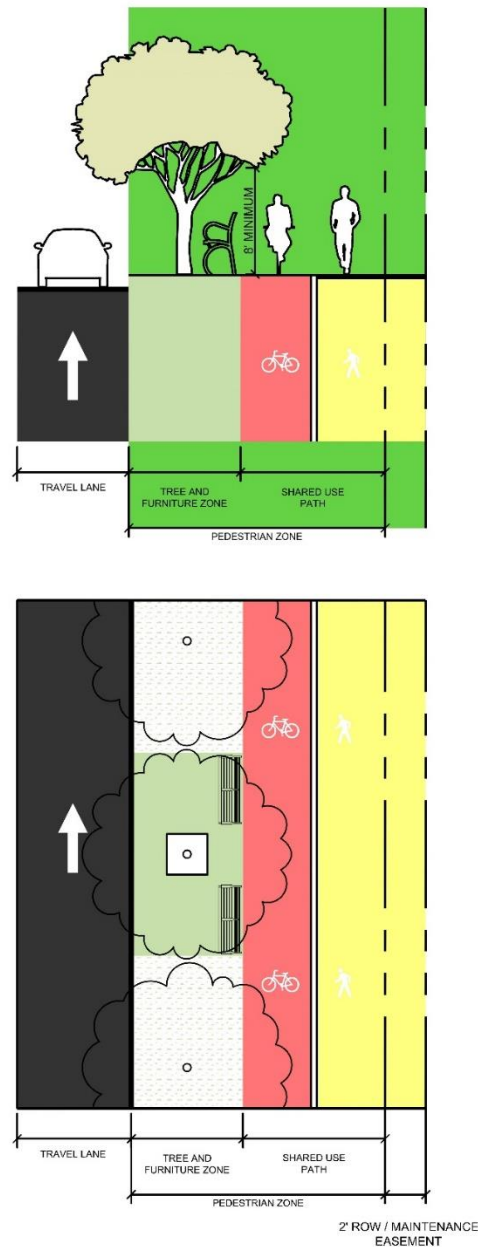 8' MINIMUM
TRAVEL LANE
TREE AND
FURNITURE ZONE
SHARED USE
PATH
PEDESTRIAN ZONE
TRAVEL LANE
TREE AND
FURNITURE ZONE
SHARED USE
PATH
PEDESTRIAN ZONE
2' ROW / MAINTENANCE
EASEMENT